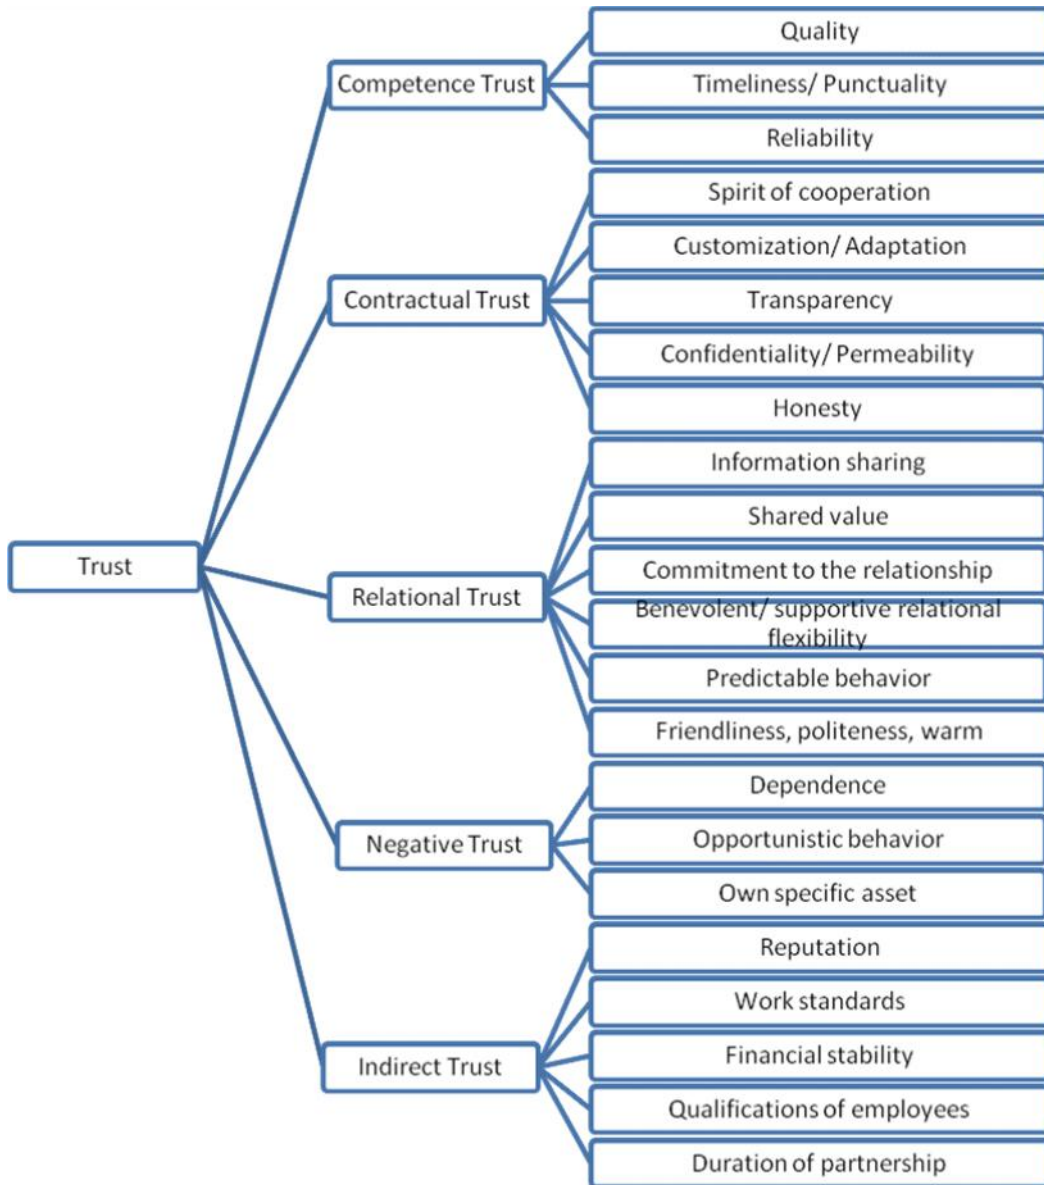 Trust
Competence Trust
Quality
Timeliness/ Punctuality
Reliability
Contractual Trust
Spirit of cooperation
Customization/ Adaptation
Transparency
Confidentiality/ Permeability
Honesty
Relational Trust
Information sharing
Shared value
Commitment to the relationship
Benevolent/ supportive relational
flexibility
Predictable behavior
Friendliness, politeness, warm
Negative Trust
Dependence
Opportunistic behavior
Own specific asset
Indirect Trust
Reputation
Work standards
Financial stability
Qualifications of employees
Duration of partnership